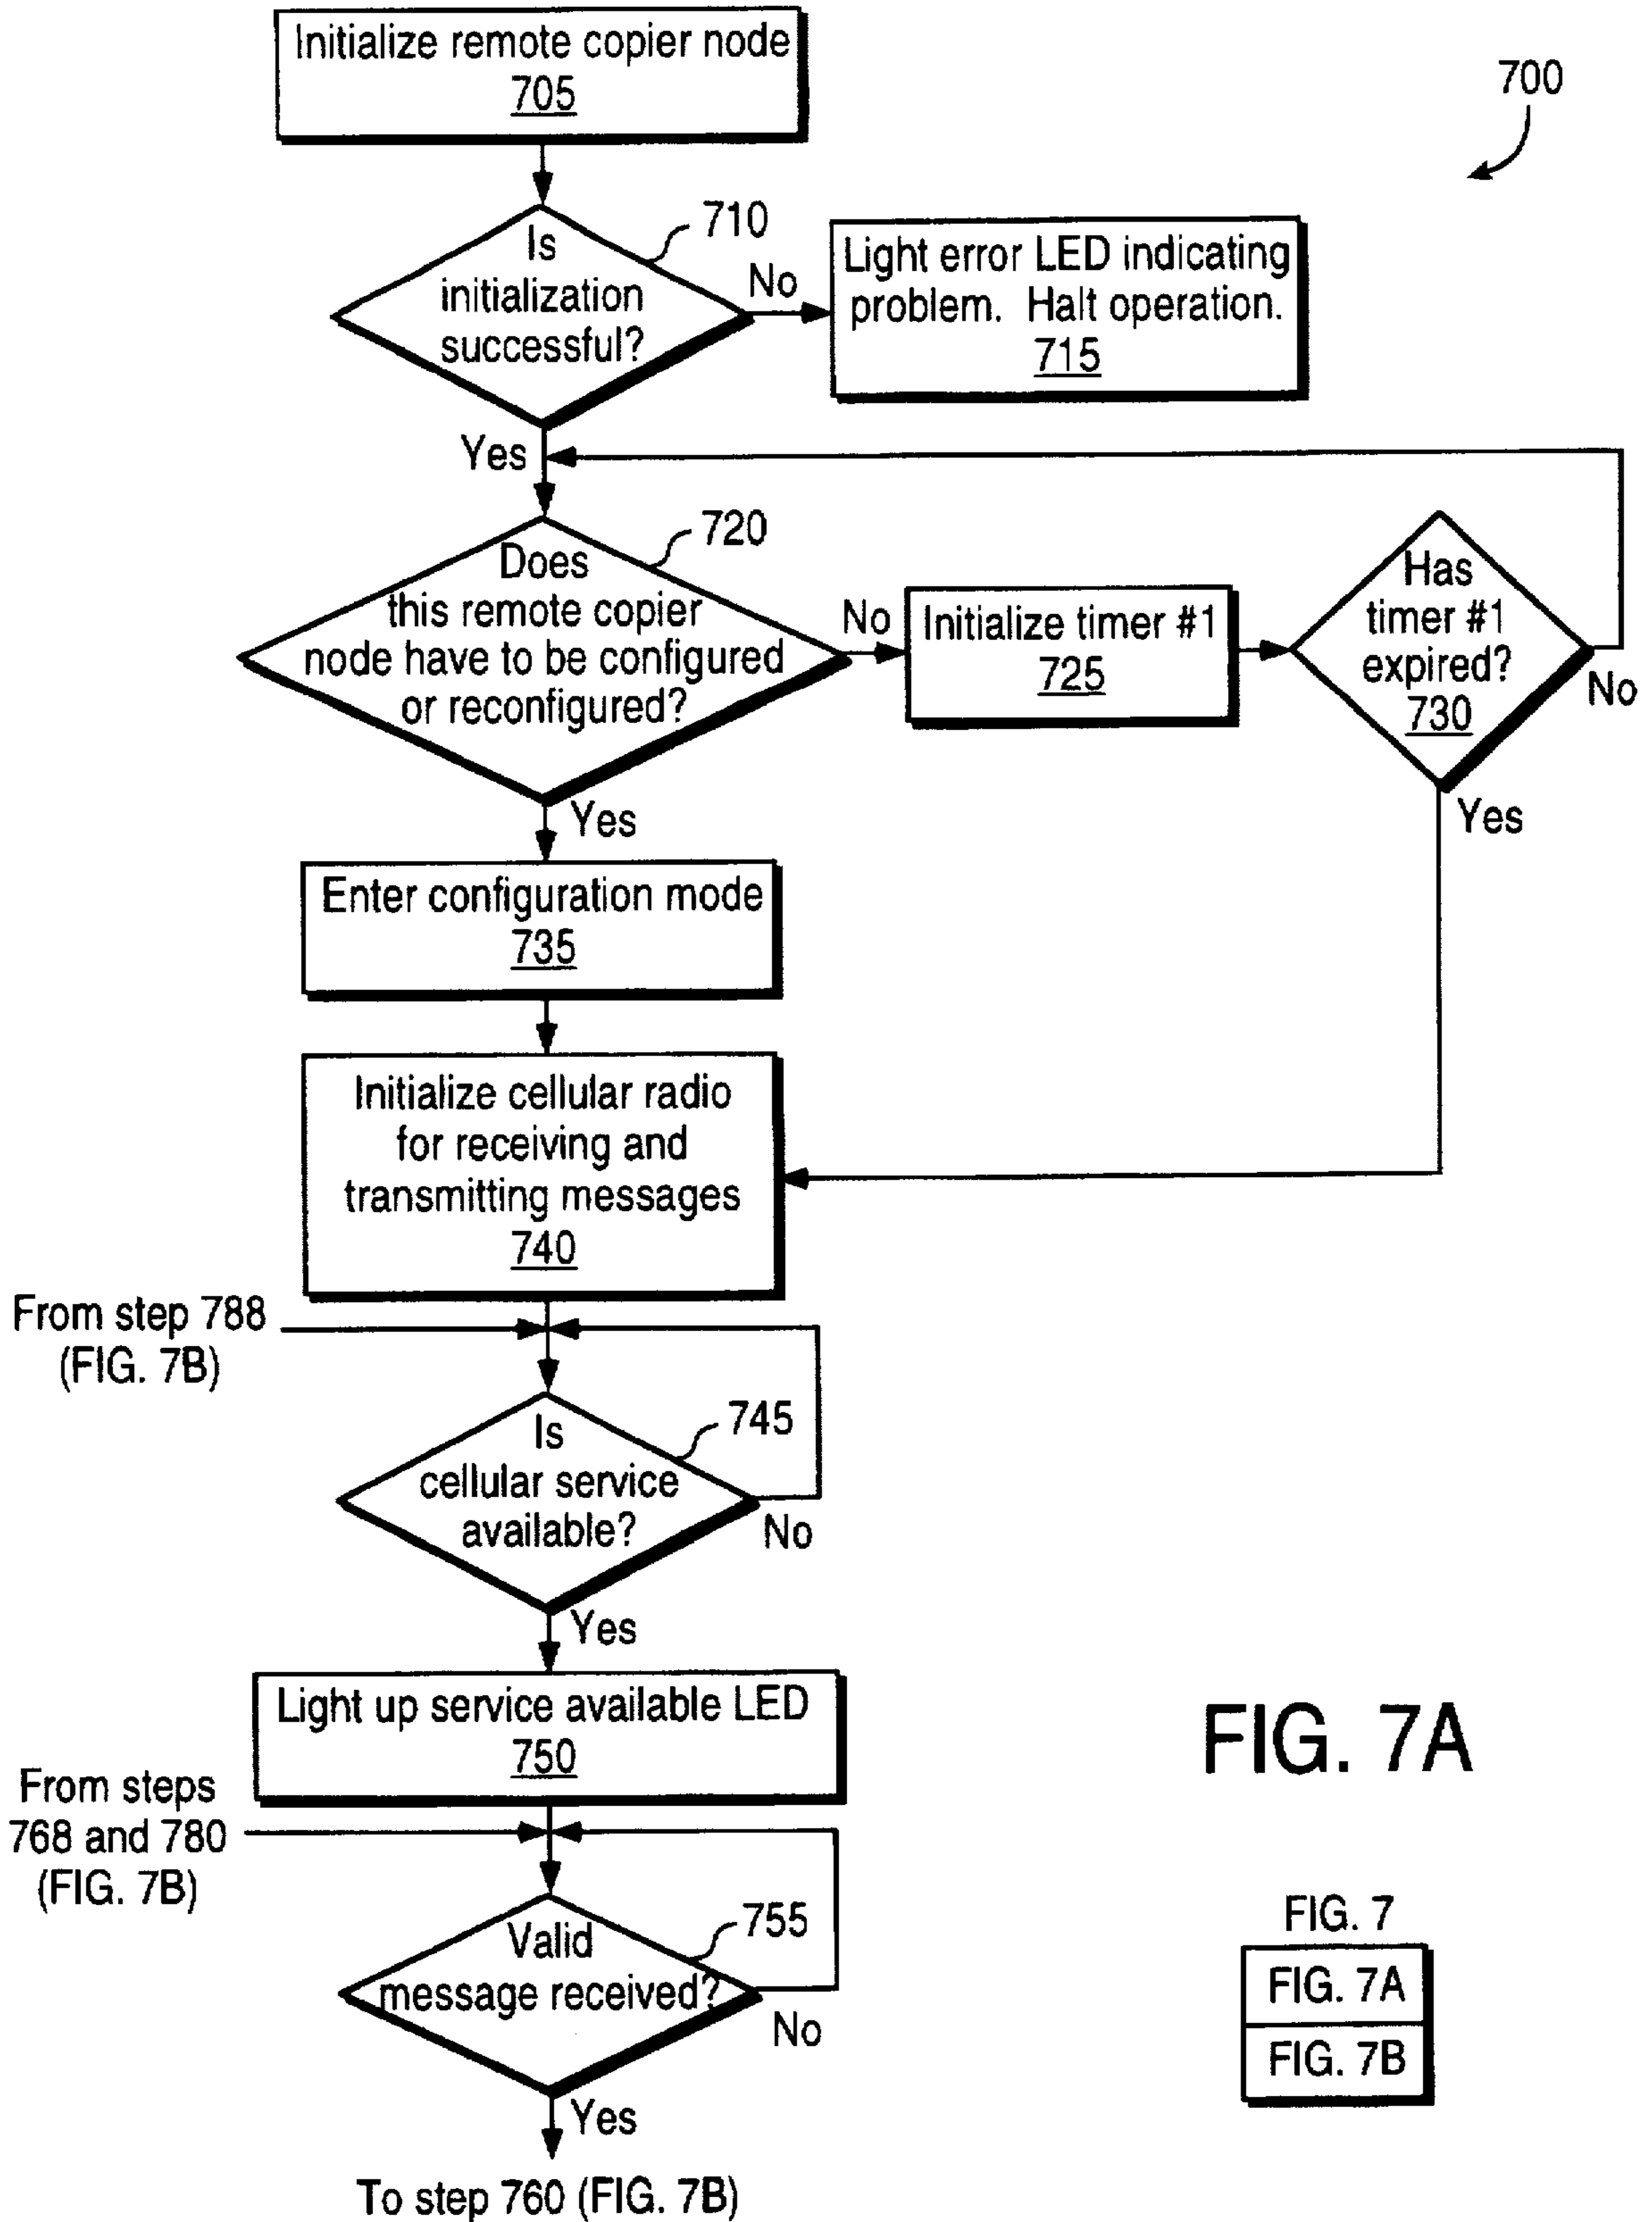 Initialize remote copier node
705
700
Is
initialization
successful?
710
No
Light error LED indicating
problem. Halt operation.
715
Yes
Does
this remote copier
node have to be configured
or reconfigured?
720
No
Initialize timer #1
725
Has
timer #1
expired?
730
No
Yes
Yes
Enter configuration mode
735
Initialize cellular radio
for receiving and
transmitting messages
740
From step 788
(FIG. 7B)
Is
cellular service
available?
745
No
Yes
Light up service available LED
750
From steps
768 and 780
(FIG. 7B)
Valid
message received?
755
No
Yes
To step 760 (FIG. 7B)
FIG. 7A
FIG. 7
FIG. 7A
FIG. 7B